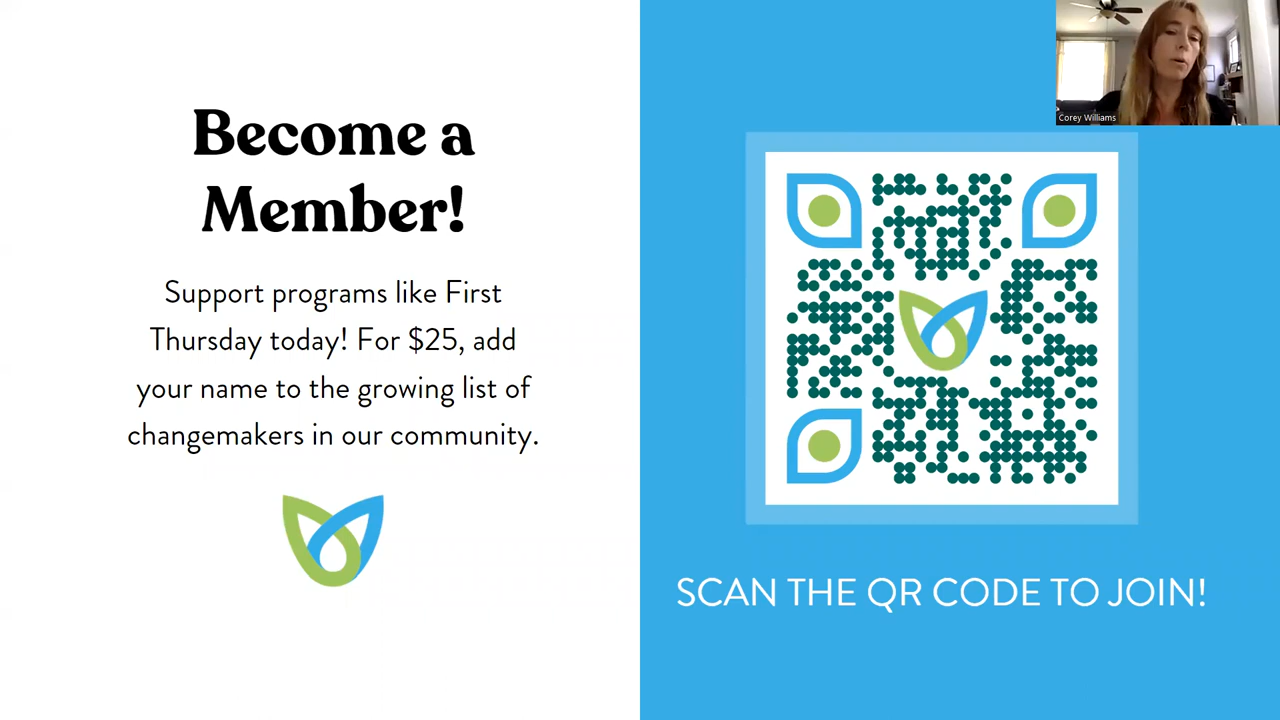 Become a
Member!
Support programs like First
Thursday today! For $25, add
your name to the growing list of
changemakers in our community.
Corey Williams
SCAN THE QR CODE TO JOIN!